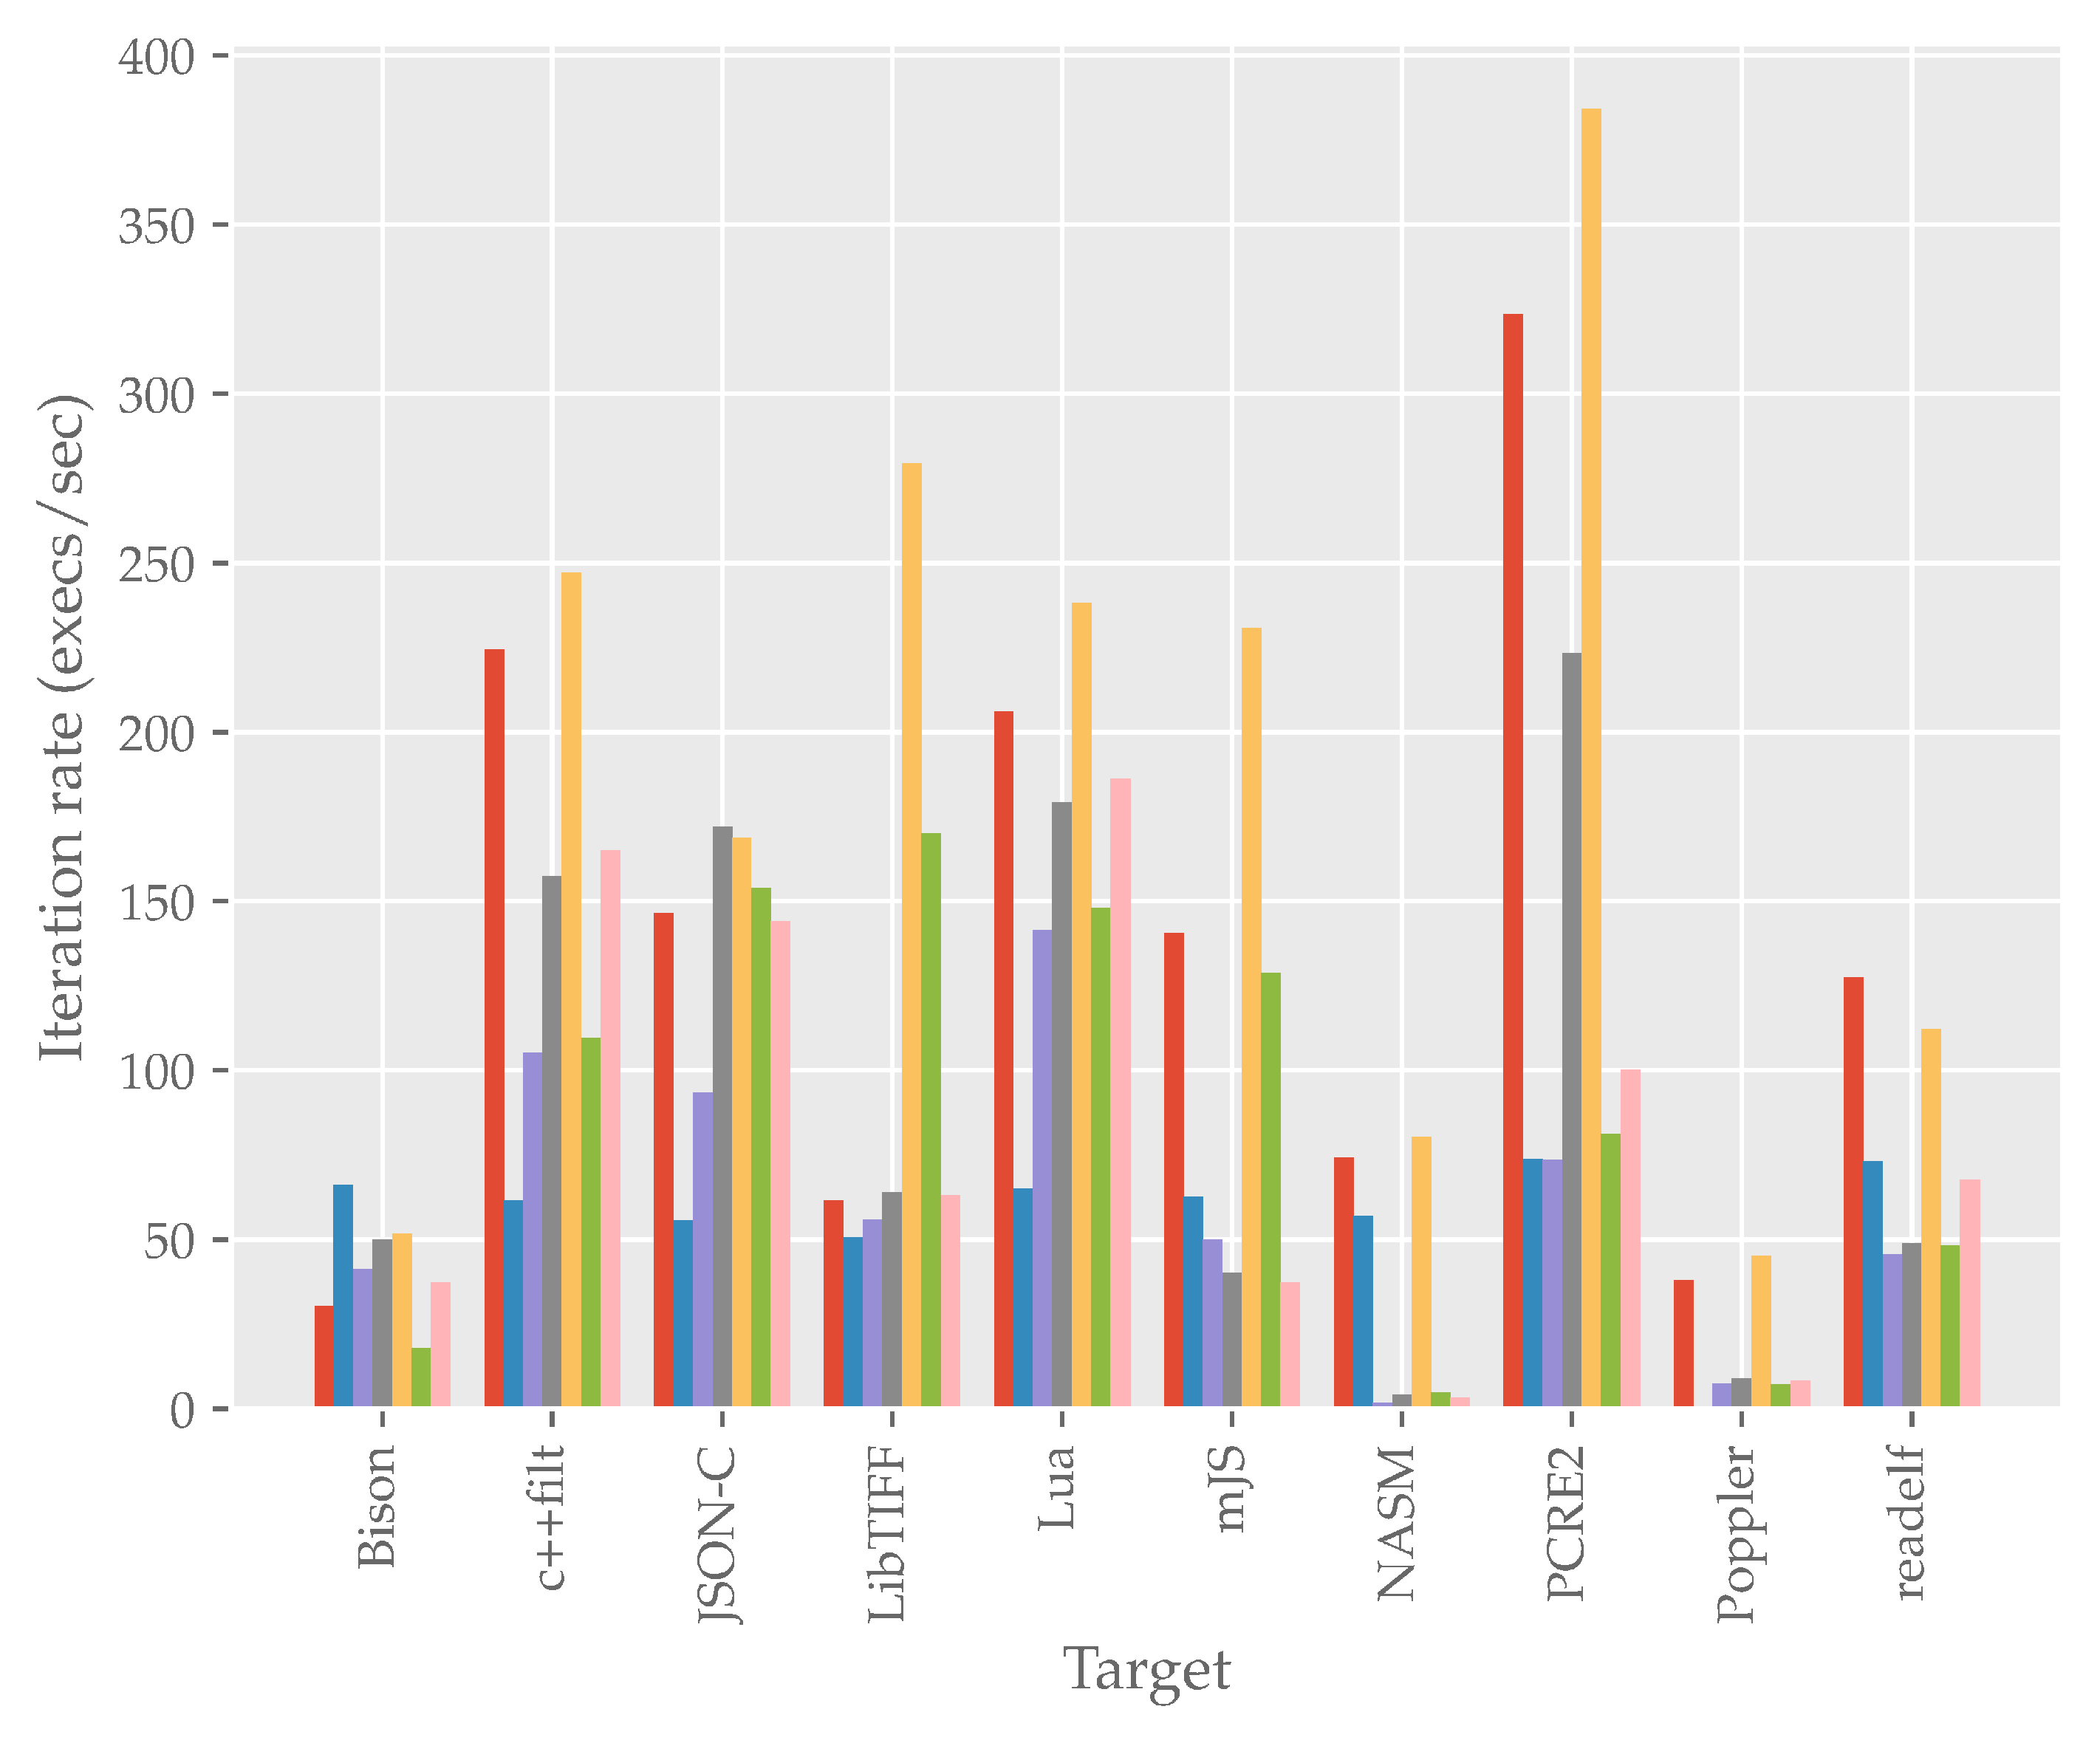 Iteration rate (execs/sec)
400
350
300
250
200
150
100
50
0
Bison
c++filt
JSON-C
LibTIFF
Lua
mJS
NASM
PCRE2
Poppler
readelf
Target